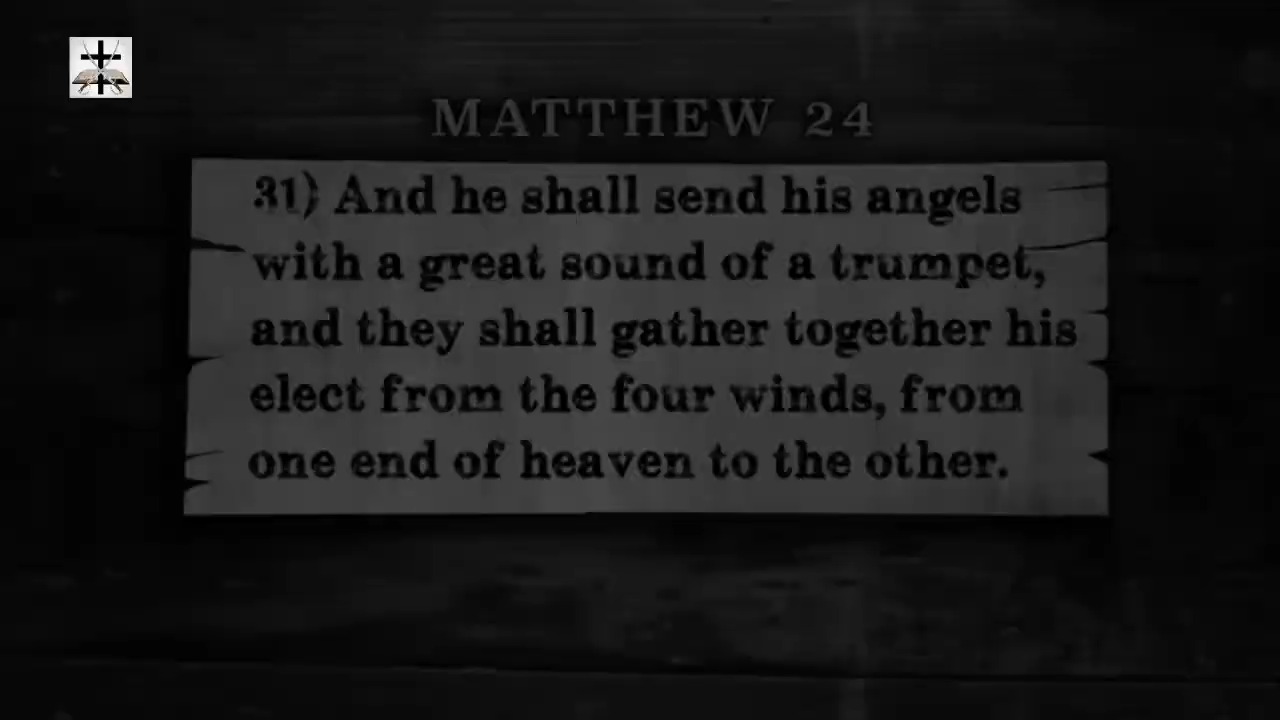 MATTHEW 24
31) And he shall send his angels
with a great sound of a trumpet,
and they shall gather together his
elect from the four winds, from
one end of heaven to the other.